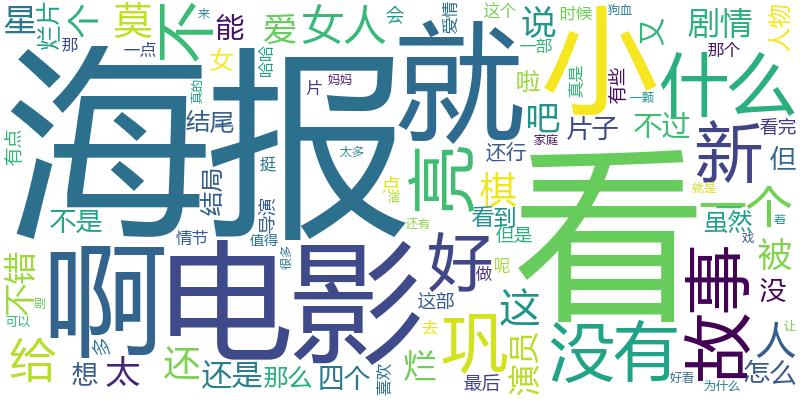 星
烂片
那
来
个
一点
莫
不
能
爱
女人
会
爱情
这个
说
时候
一部
狗血
又
剧情
那个
人物
海报
就
小
什么
女
哈哈
真的
片
妈妈
啦
真是
有些
一颗
吧
有点
结尾
挺
太多
还行
片子
家庭
不过
新
看完
但
不是
结局
导演
亮
点
演
棋
看到
但是
看
就是
一个
着
虽然
情节
值得
很多
还有
戏
被
不错
啊
电影
好
做
呢
这
没有
故事
没
给
多
剧
可以
想
太
还
还是
那么
四个
喜欢
这部
去
烂
巩
最后
演员
好看
为什么
怎么
人
让